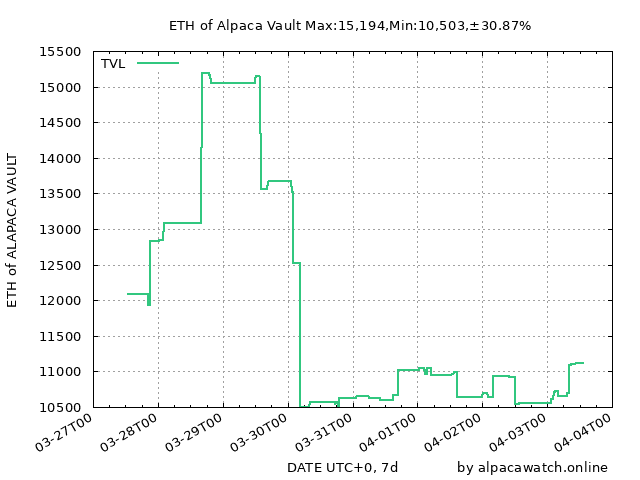 ETH of Alpaca Vault Max:15,194,Min:10,503,±30.87%
TVL
ETH of ALAPACA VAULT
15500
15000
14500
14000
13500
13000
12500
12000
11500
11000
10500
03-27T00
03-28T00
03-29T00
03-30T00
03-31T00
04-01T00
04-02T00
04-03T00
04-04T00
DATE UTC+0, 7d
by alpacawatch.online